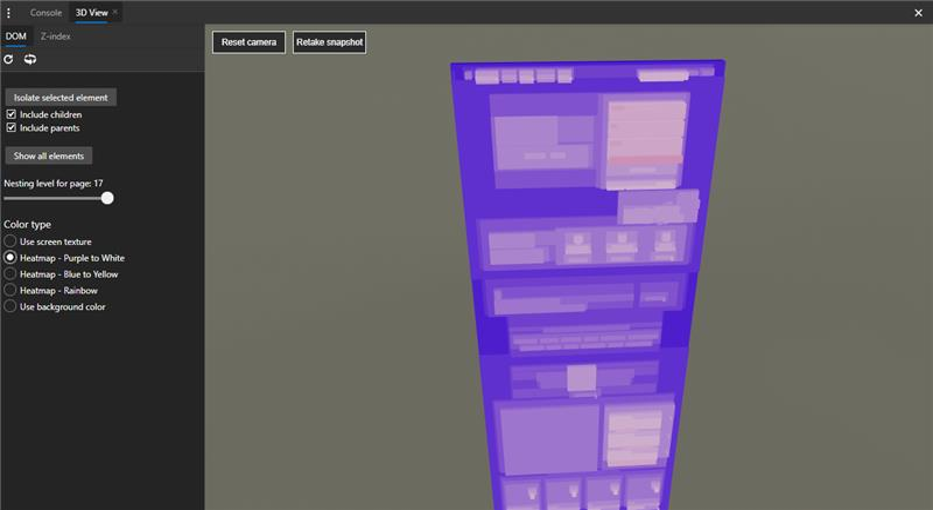 Console
3D View
DOM
Z-index
Reset camera
Retake snapshot
Isolate selected element
Include children
Include parents
Show all elements
Nesting level for page: 17
Color type
Use screen texture
Heatmap - Purple to White
Heatmap - Blue to Yellow
Heatmap - Rainbow
Use background color